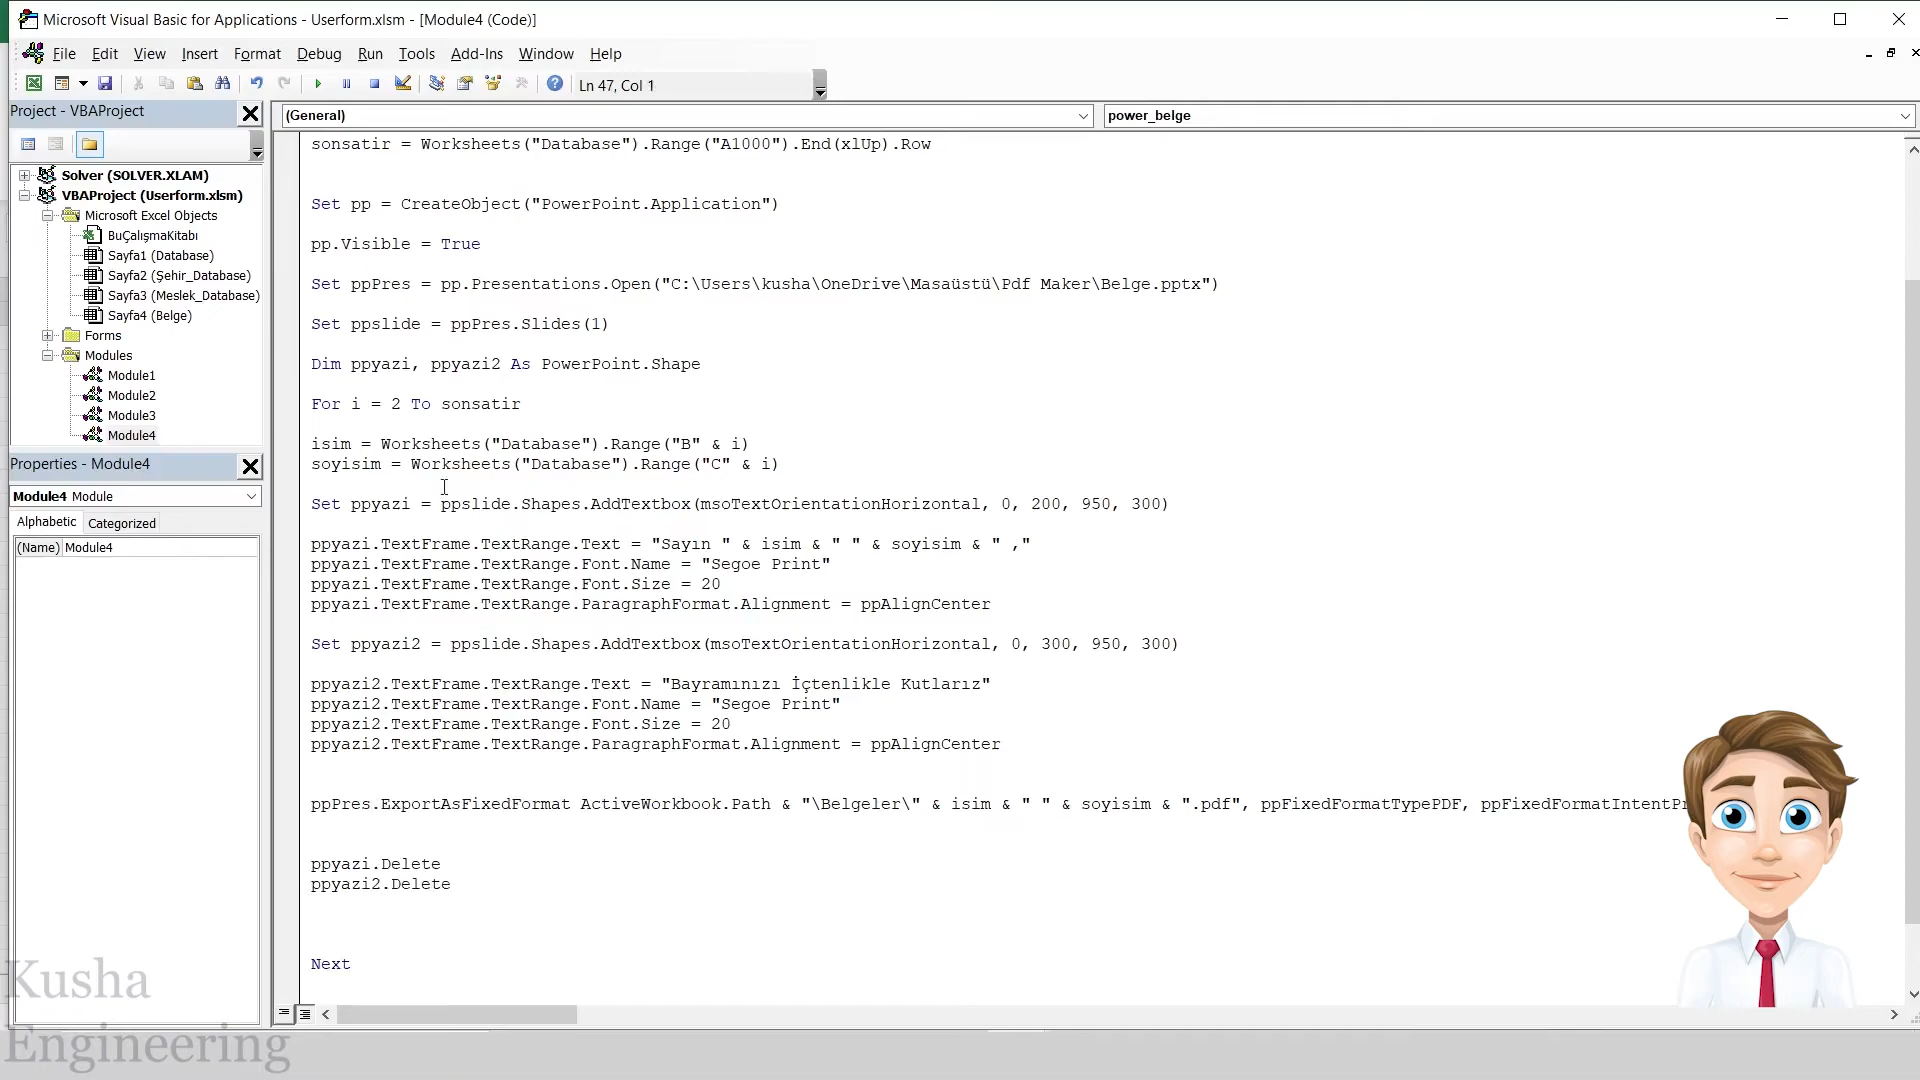 Microsoft Visual Basic for Applications - Userform.xlsm - [Module4 (Code)]
File Edit View Insert Format Debug Run Tools Add-Ins Window Help
Ln 47, Col 1
Project - VBAProject
Solver (SOLVER.XLAM)
VBAProject (Userform.xlsm)
Microsoft Excel Objects
BuÇalışmaKitabı
Sayfa1 (Database)
Sayfa2 (Şehir_Database)
Sayfa3 (Meslek_Database)
Sayfa4 (Belge)
Forms
Modules
Module1
Module2
Module3
Module4
Properties - Module4
Module4 Module
Alphabetic Categorized
(Name) Module4
(General) power_belge
sonsatir = Worksheets("Database").Range("A1000").End(xlUp).Row
Set pp = CreateObject("PowerPoint.Application")
pp.Visible = True
Set ppPres = pp.Presentations.Open("C:\Users\kusha\OneDrive\Masaüstü\Pdf Maker\Belge.pptx")
Set ppslide = ppPres.Slides(1)
Dim ppyazi, ppyazi2 As PowerPoint.Shape
For i = 2 To sonsatir
isim = Worksheets("Database").Range("B" & i)
soyisim = Worksheets("Database").Range("C" & i)
Set ppyazi = ppslide.Shapes.AddTextbox(msoTextOrientationHorizontal, 0, 200, 950, 300)
ppyazi.TextFrame.TextRange.Text = "Sayın " & isim & " " & soyisim & " ,"
ppyazi.TextFrame.TextRange.Font.Name = "Segoe Print"
ppyazi.TextFrame.TextRange.Font.Size = 20
ppyazi.TextFrame.TextRange.ParagraphFormat.Alignment = ppAlignCenter
Set ppyazi2 = ppslide.Shapes.AddTextbox(msoTextOrientationHorizontal, 0, 300, 950, 300)
ppyazi2.TextFrame.TextRange.Text = "Bayramınızı İçtenlikle Kutlarız"
ppyazi2.TextFrame.TextRange.Font.Name = "Segoe Print"
ppyazi2.TextFrame.TextRange.Font.Size = 20
ppyazi2.TextFrame.TextRange.ParagraphFormat.Alignment = ppAlignCenter
ppPres.ExportAsFixedFormat ActiveWorkbook.Path & "\Belgeler\" & isim & " " & soyisim & ".pdf", ppFixedFormatTypePDF,
ppyazi.Delete
ppyazi2.Delete
Next
Kusha
Engineering